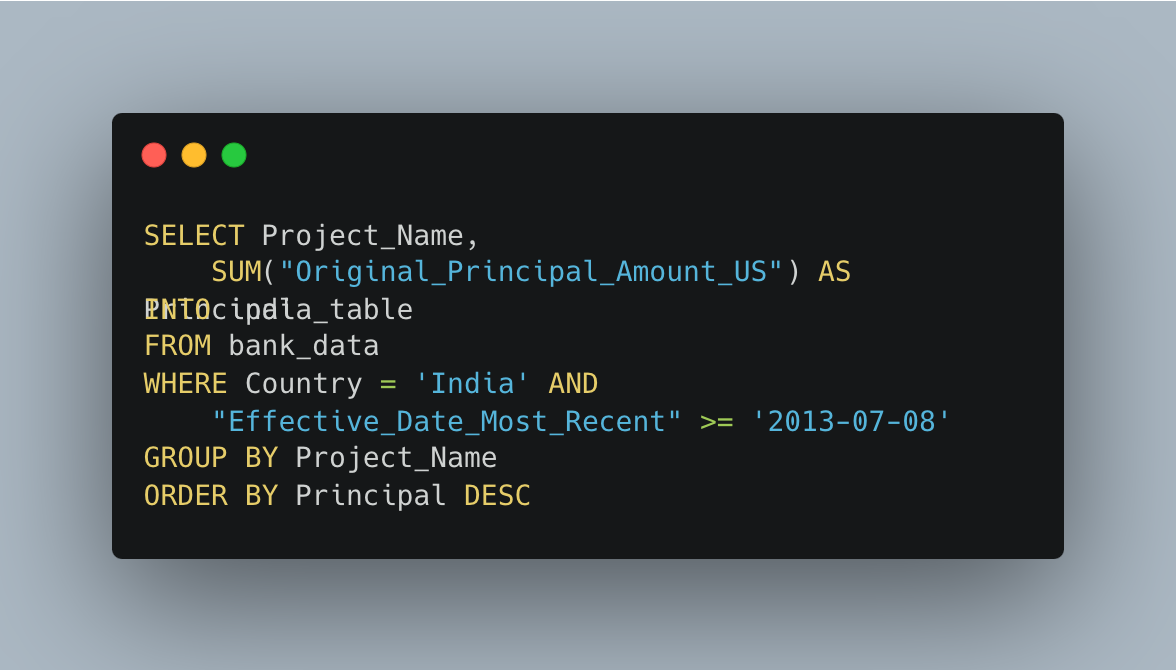 SELECT Project_Name,
SUM("Original_Principal_Amount_US") AS
Principal
INTO india_table
FROM bank_data
WHERE Country = 'India' AND
"Effective_Date_Most_Recent" >= '2013-07-08'
GROUP BY Project_Name
ORDER BY Principal DESC